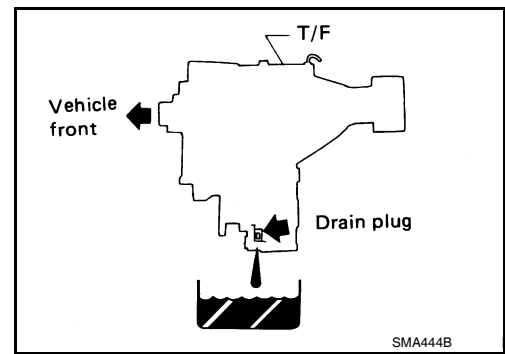 T/F
Vehicle
front
Drain plug
SMA444B